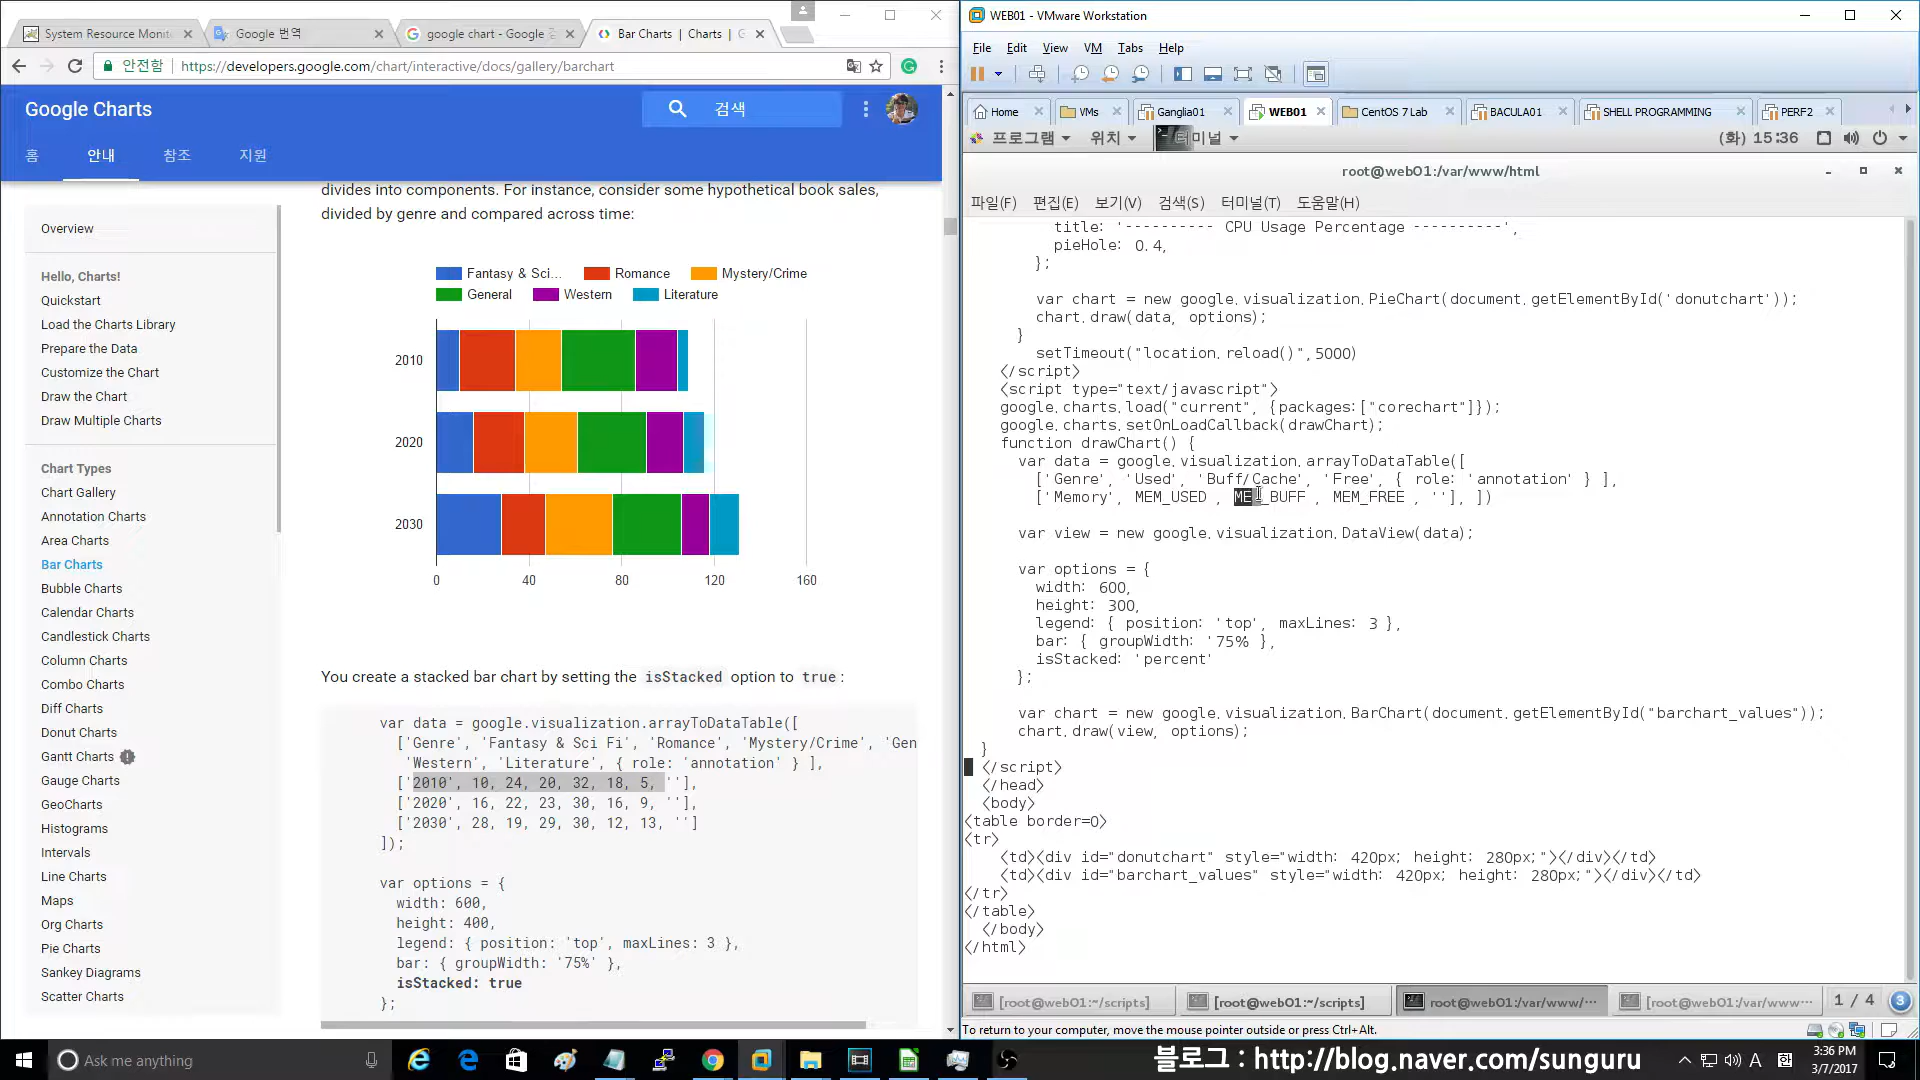 System Resource Monit
Google 번역
google chart - Google 검
Bar Charts | Charts | G
안전함
https://developers.google.com/chart/interactive/docs/gallery/barchart
Google Charts
검색
홈
안내
참조
지원
divides into components. For instance, consider some hypothetical book sales,
divided by genre and compared across time:
Overview
Hello, Charts!
Quickstart
Load the Charts Library
Prepare the Data
Customize the Chart
Draw the Chart
Draw Multiple Charts
Chart Types
Chart Gallery
Annotation Charts
Area Charts
Bar Charts
Bubble Charts
Calendar Charts
Candlestick Charts
Column Charts
Combo Charts
Diff Charts
Donut Charts
Gantt Charts
Gauge Charts
GeoCharts
Histograms
Intervals
Line Charts
Maps
Org Charts
Pie Charts
Sankey Diagrams
Scatter Charts
Fantasy & Sci... Romance Mystery/Crime
General Western Literature
2010
2020
2030
0 40 80 120 160
You create a stacked bar chart by setting the isStacked option to true :
var data = google.visualization.arrayToDataTable([
['Genre', 'Fantasy & Sci Fi', 'Romance', 'Mystery/Crime', 'Gen
'Western', 'Literature', { role: 'annotation' } ],
['2010', 10, 24, 20, 32, 18, 5, ''],
['2020', 16, 22, 23, 30, 16, 9, ''],
['2030', 28, 19, 29, 30, 12, 13, '']
]);
var options = {
width: 600,
height: 400,
legend: { position: 'top', maxLines: 3 },
bar: { groupWidth: '75%' },
isStacked: true
};
WEB01 - VMware Workstation
File Edit View VM Tabs Help
Home VMs Ganglia01 WEB01 CentOS 7 Lab BACULA01 SHELL PROGRAMMING PERF2
프로그램 위치 터미널 (화) 15:36
root@web01:/var/www/html
파일(F) 편집(E) 보기(V) 검색(S) 터미널(T) 도움말(H)
title: '---------- CPU Usage Percentage ----------',
pieHole: 0.4,
};
var chart = new google.visualization.PieChart(document.getElementById('donutchart'));
chart.draw(data, options);
}
setTimeout("location.reload()",5000)
</script>
<script type="text/javascript">
google.charts.load("current", {packages:["corechart"]});
google.charts.setOnLoadCallback(drawChart);
function drawChart() {
var data = google.visualization.arrayToDataTable([
['Genre', 'Used', 'Buff/Cache', 'Free', { role: 'annotation' } ],
['Memory', MEM_USED , MEM_BUFF , MEM_FREE , ''], ])
var view = new google.visualization.DataView(data);
var options = {
width: 600,
height: 300,
legend: { position: 'top', maxLines: 3 },
bar: { groupWidth: '75%' },
isStacked: 'percent'
};
var chart = new google.visualization.BarChart(document.getElementById("barchart_values"));
chart.draw(view, options);
}
</script>
</head>
<body>
<table border=0>
<tr>
<td><div id="donutchart" style="width: 420px; height: 280px;"></div></td>
<td><div id="barchart_values" style="width: 420px; height: 280px;"></div></td>
</tr>
</table>
</body>
</html>
[root@web01:~/scripts] [root@web01:~/scripts] root@web01:/var/www/··· [root@web01:/var/www··· 1 / 4 3
To return to your computer, move the mouse pointer outside or press Ctrl+Alt.
Ask me anything
블로그 : http://blog.naver.com/sunguru
A 한
3:36 PM
3/7/2017